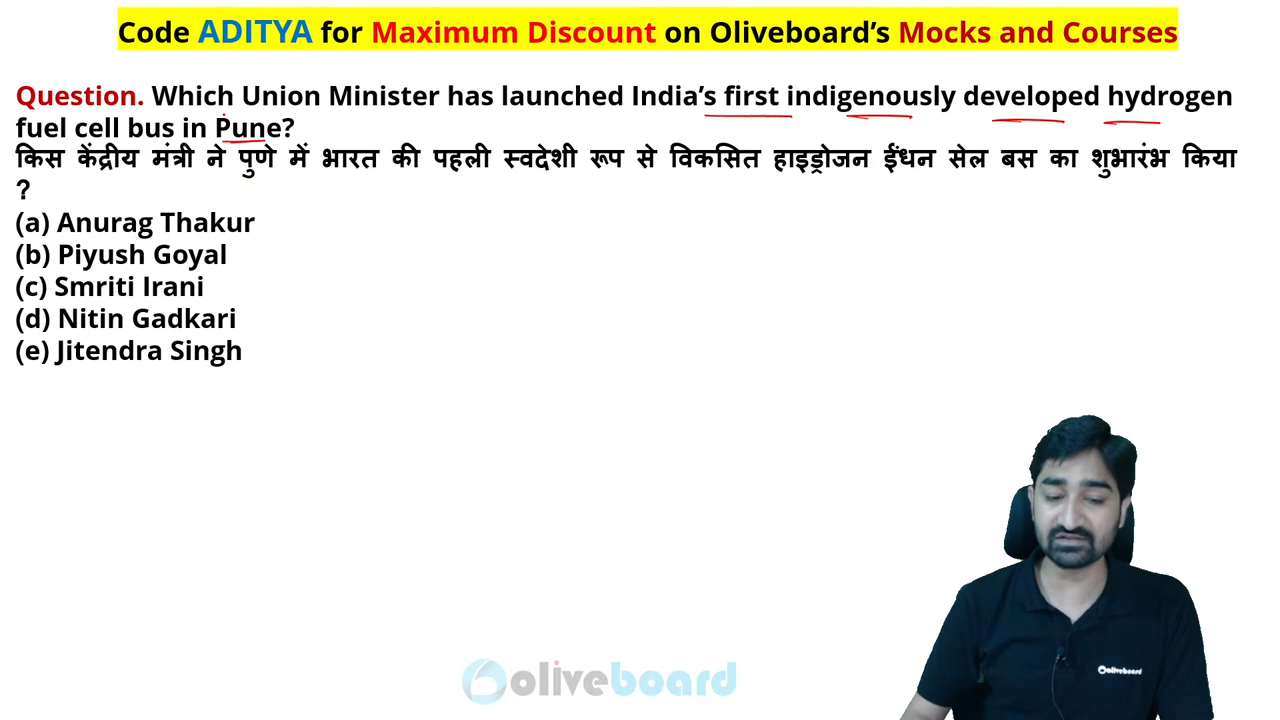 Code ADITYA for Maximum Discount on Oliveboard’s Mocks and Courses
Question. Which Union Minister has launched India’s first indigenously developed hydrogen
fuel cell bus in Pune?
किस केंद्रीय मंत्री ने पुणे में भारत की पहली स्वदेशी रूप से विकसित हाइड्रोजन ईंधन सेल बस का शुभारंभ किया
?
(a) Anurag Thakur
(b) Piyush Goyal
(c) Smriti Irani
(d) Nitin Gadkari
(e) Jitendra Singh
oliveboard
oliveboard